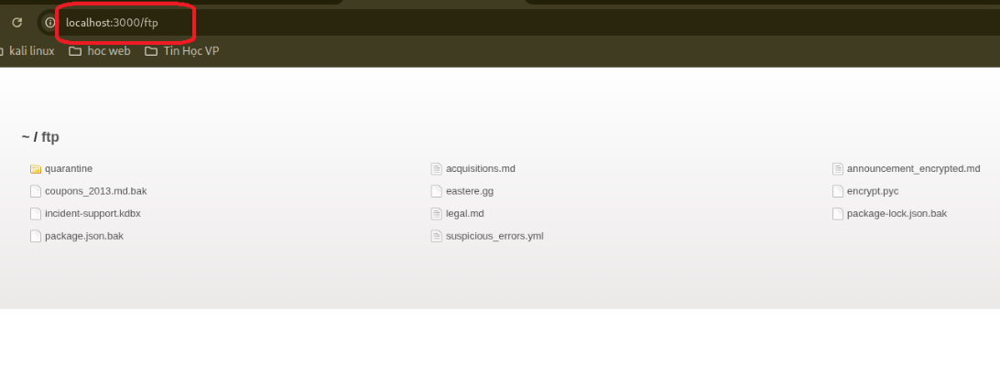 localhost:3000/ftp
kali linux hoc web Tin Học VP
~ / ftp
quarantine acquisitions.md announcement_encrypted.md
coupons_2013.md.bak eastere.gg encrypt.pyc
incident-support.kdbx legal.md package-lock.json.bak
package.json.bak suspicious_errors.yml